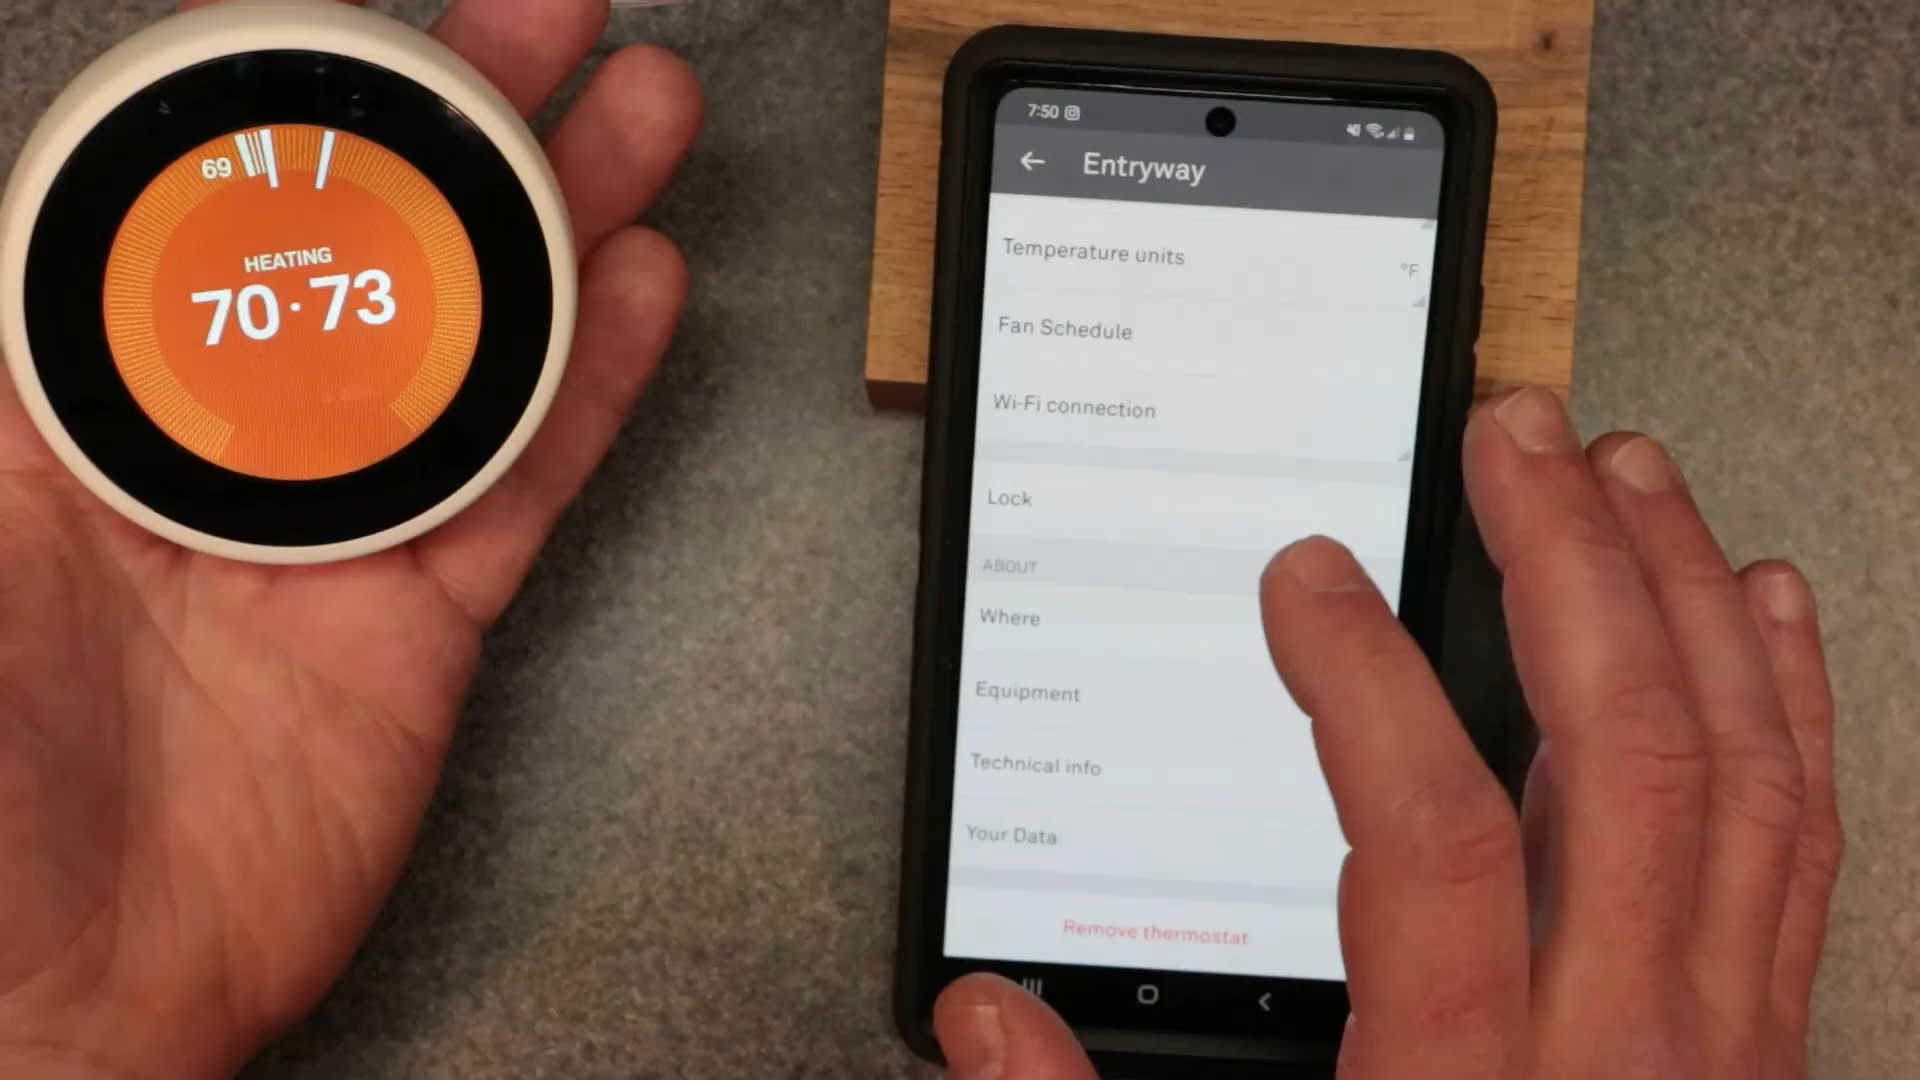 69
HEATING
70·73
7:50
Entryway
Temperature units
°F
Fan Schedule
Wi-Fi connection
Lock
ABOUT
Where
Equipment
Technical info
Your Data
Remove thermostat